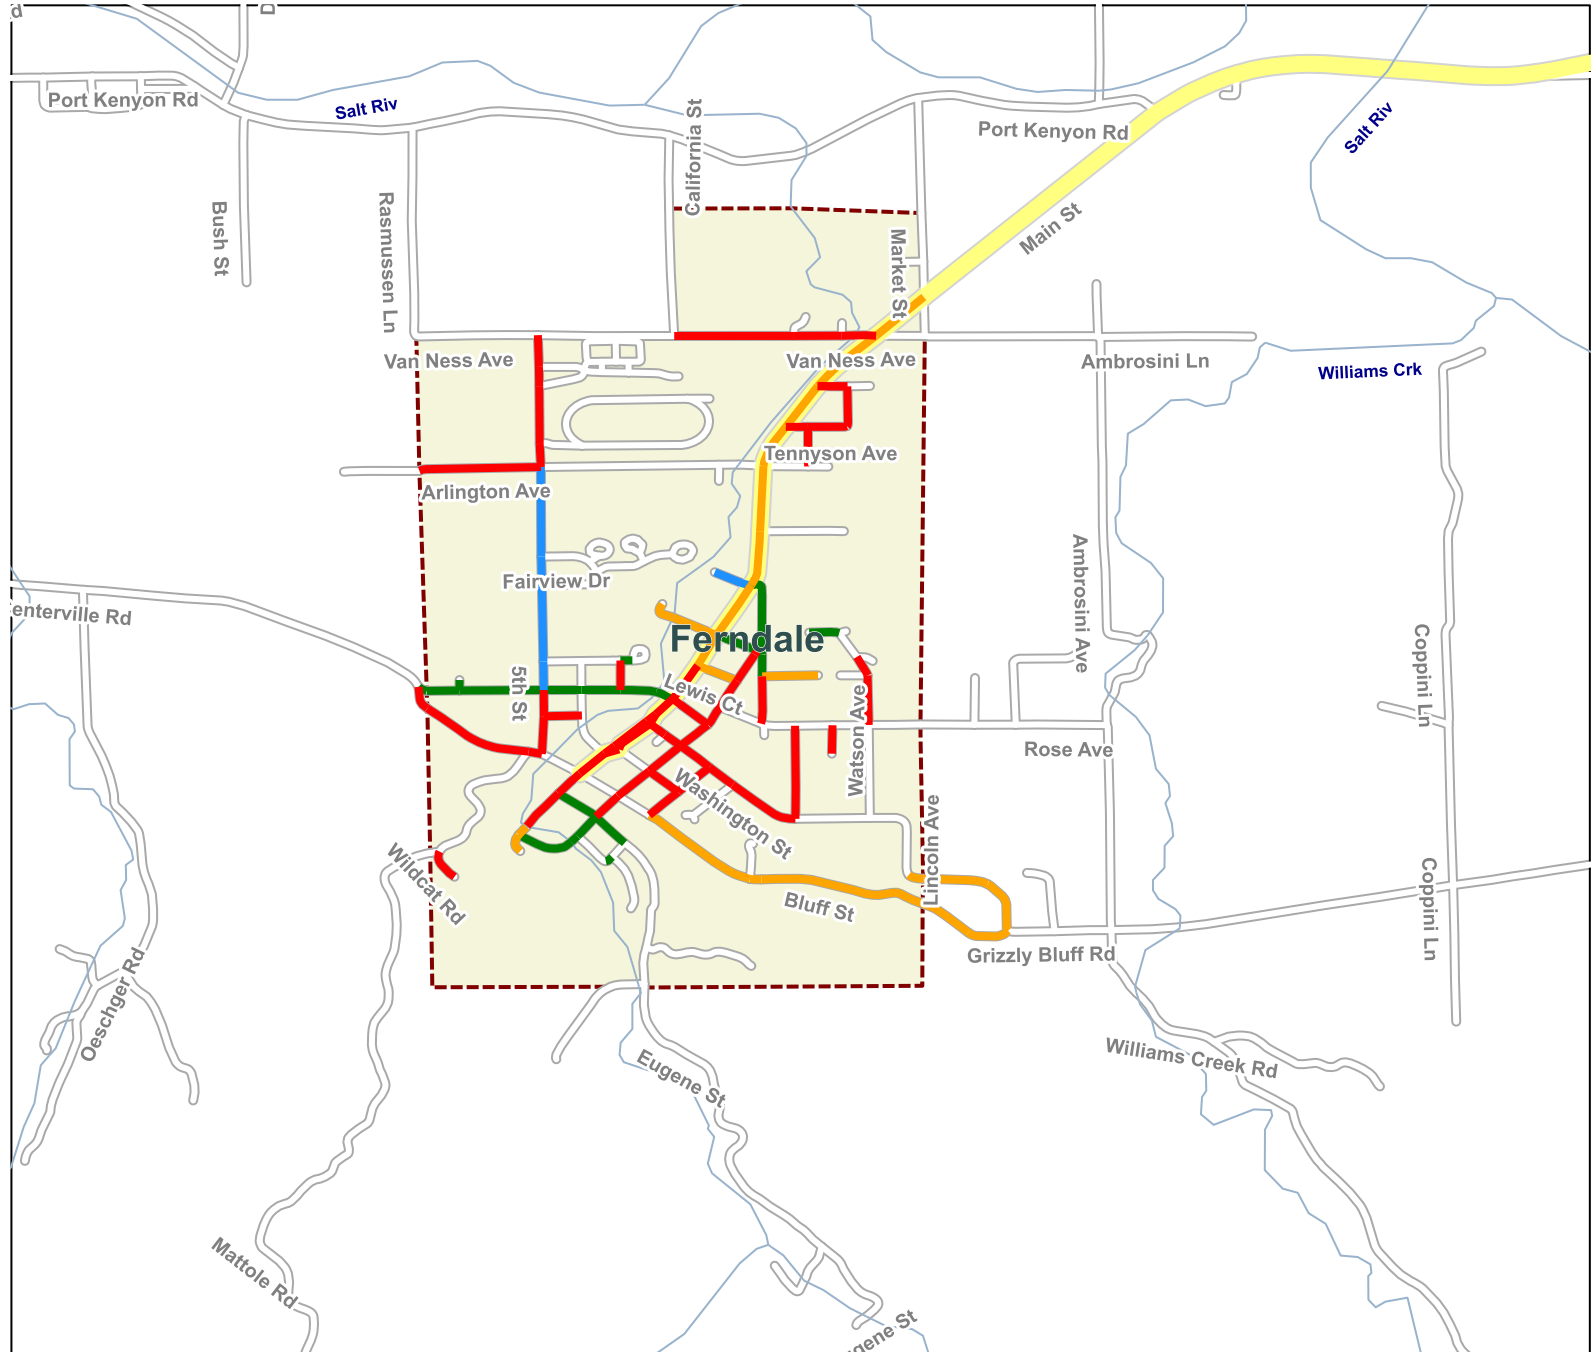 d
D
Port Kenyon Rd
Salt Riv
California St
Port Kenyon Rd
Salt Riv
Bush St
Rasmussen Ln
Market St
Main St
Van Ness Ave
Van Ness Ave
Ambrosini Ln
Williams Crk
Tennyson Ave
Arlington Ave
Fairview Dr
Ambrosini Ave
enterville Rd
Ferndale
5th St
Lewis Ct
Watson Ave
Coppini Ln
Rose Ave
Washington St
Wildcat Rd
Lincoln Ave
Bluff St
Coppini Ln
Grizzly Bluff Rd
Oeschger Rd
Eugene St
Williams Creek Rd
Mattole Rd
gene St